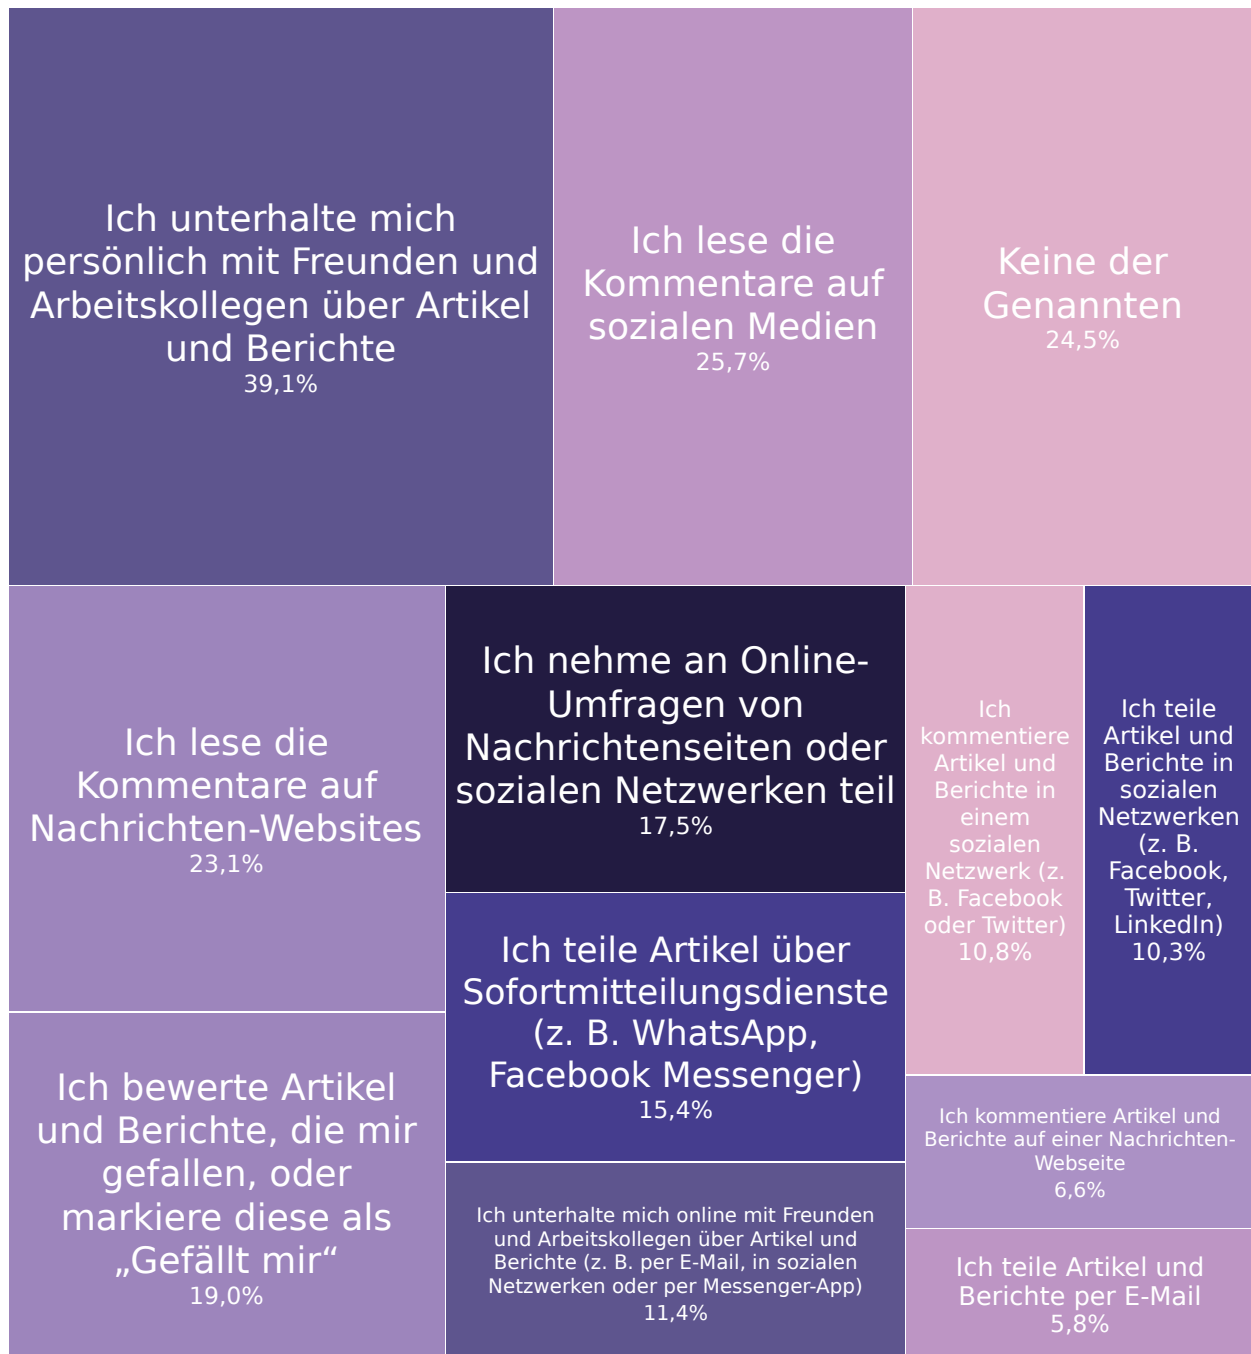 Ich unterhalte mich
persönlich mit Freunden und
Arbeitskollegen über Artikel
und Berichte
39,1%
Ich lese die
Kommentare auf
sozialen Medien
25,7%
Keine der
Genannten
24,5%
Ich lese die
Kommentare auf
Nachrichten-Websites
23,1%
Ich bewerte Artikel
und Berichte, die mir
gefallen, oder
markiere diese als
„Gefällt mir“
19,0%
Ich nehme an Online-
Umfragen von
Nachrichtenseiten oder
sozialen Netzwerken teil
17,5%
Ich teile Artikel über
Sofortmitteilungsdienste
(z. B. WhatsApp,
Facebook Messenger)
15,4%
Ich unterhalte mich online mit Freunden
und Arbeitskollegen über Artikel und
Berichte (z. B. per E-Mail, in sozialen
Netzwerken oder per Messenger-App)
11,4%
Ich
kommentiere
Artikel und
Berichte in
einem
sozialen
Netzwerk (z.
B. Facebook
oder Twitter)
10,8%
Ich teile
Artikel und
Berichte in
sozialen
Netzwerken
(z. B.
Facebook,
Twitter,
LinkedIn)
10,3%
Ich kommentiere Artikel und
Berichte auf einer Nachrichten-
Webseite
6,6%
Ich teile Artikel und
Berichte per E-Mail
5,8%